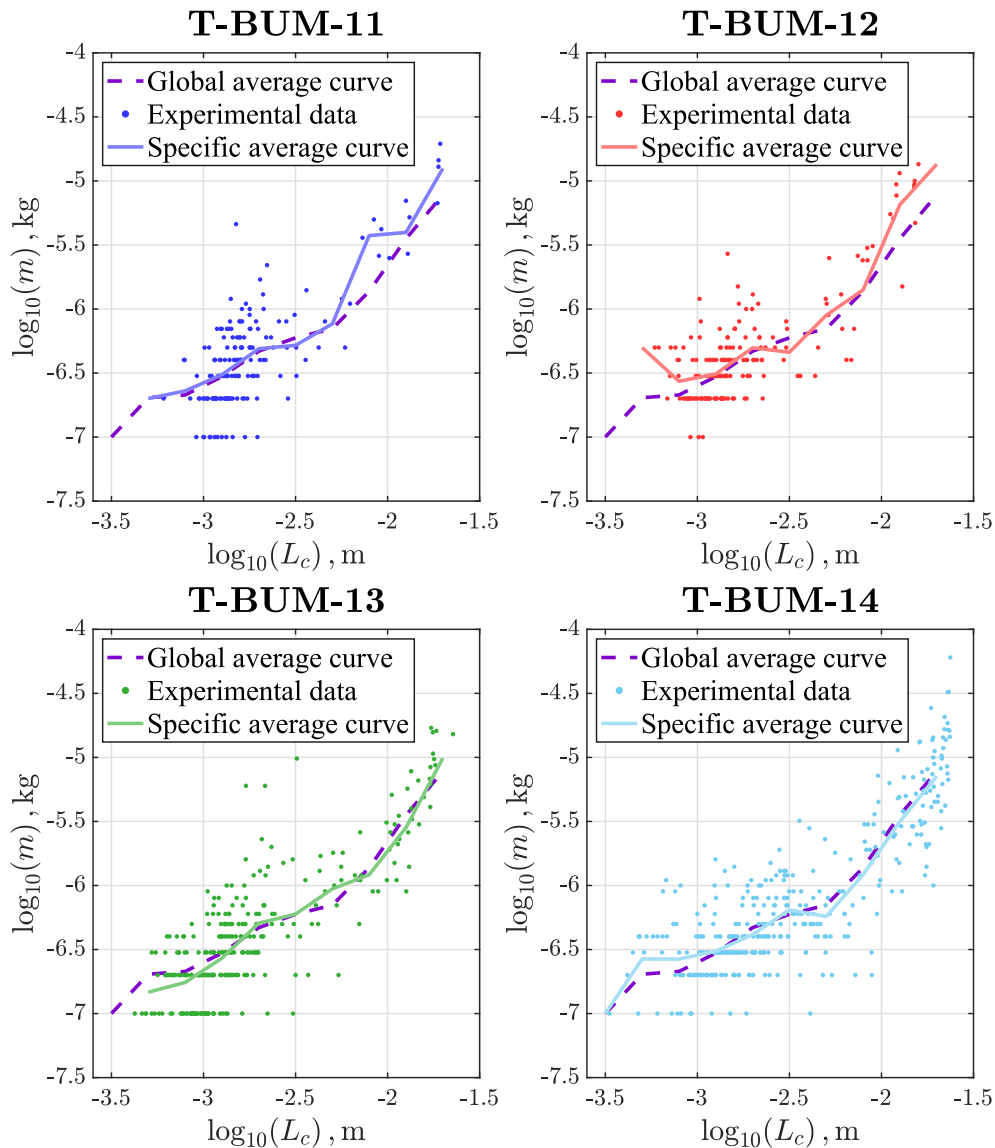 T-BUM-11
Global average curve
Experimental data
Specific average curve
-4
-4.5
-5
-5.5
-6
-6.5
-7
-7.5
log10(m) , kg
-3.5 -3 -2.5 -2 -1.5
log10(Lc) , m
T-BUM-12
Global average curve
Experimental data
Specific average curve
-4
-4.5
-5
-5.5
-6
-6.5
-7
-7.5
log10(m) , kg
-3.5 -3 -2.5 -2 -1.5
log10(Lc) , m
T-BUM-13
Global average curve
Experimental data
Specific average curve
-4
-4.5
-5
-5.5
-6
-6.5
-7
-7.5
log10(m) , kg
-3.5 -3 -2.5 -2 -1.5
log10(Lc) , m
T-BUM-14
Global average curve
Experimental data
Specific average curve
-4
-4.5
-5
-5.5
-6
-6.5
-7
-7.5
log10(m) , kg
-3.5 -3 -2.5 -2 -1.5
log10(Lc) , m